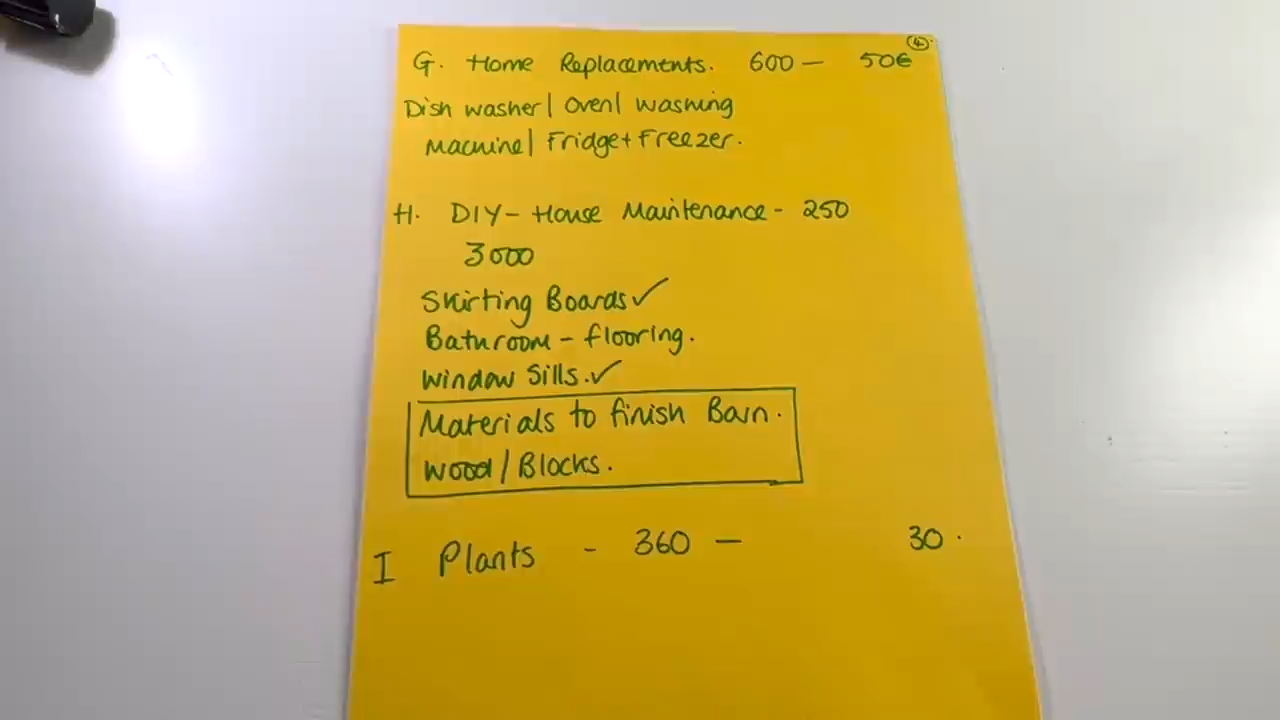 ④.
G. Home Replacements. 600 — 50€
Dish washer| Oven| washing
Machine| Fridge+Freezer.
H. DIY - House Maintenance - 250
3000
Skirting Boards ✓
Bathroom - flooring.
Window Sills. ✓
Materials to finish Barn.
Wood / Blocks.
I Plants - 360 — 30.